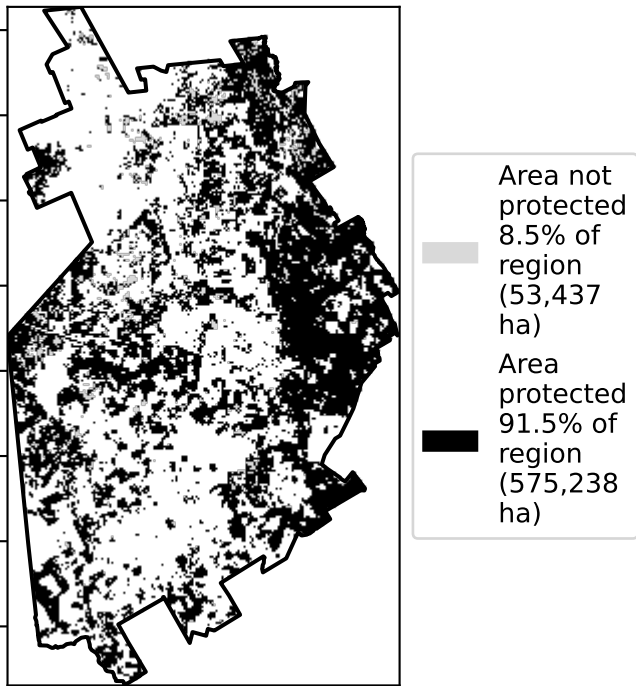 Area not
protected
8.5% of
region
(53,437
ha)
Area
protected
91.5% of
region
(575,238
ha)